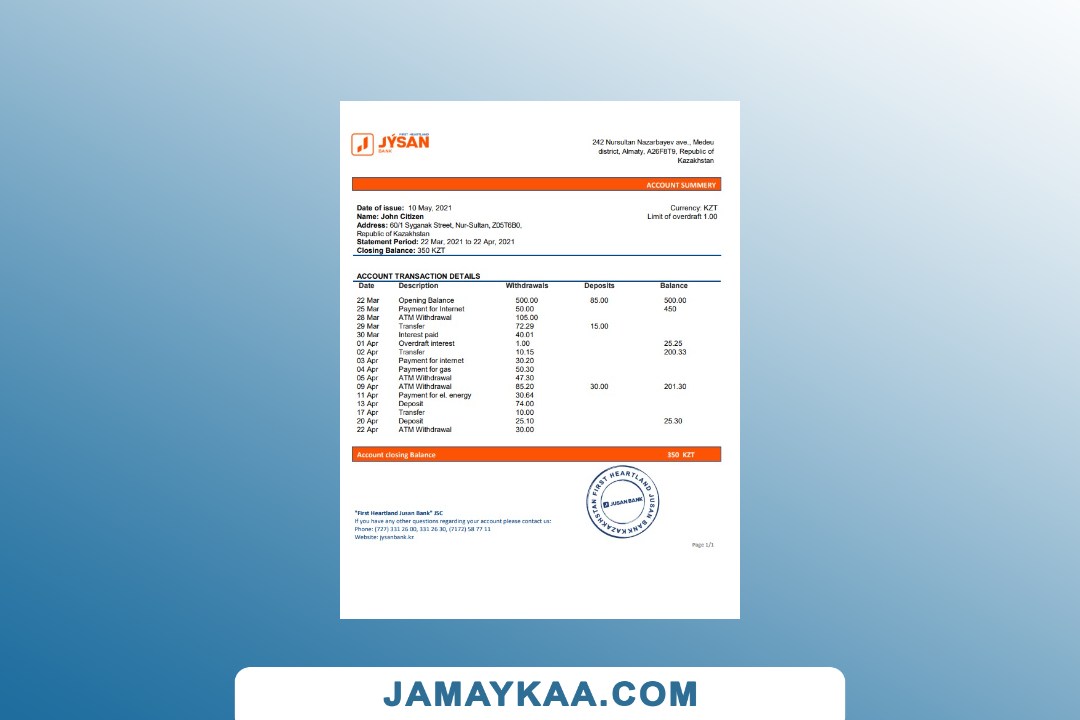 FIRST HEARTLAND
JÝSAN
BANK
242 Nursultan Nazarbayev ave., Medeu
district, Almaty, A26F8T9, Republic of
Kazakhstan
ACCOUNT SUMMERY
Date of issue: 10 May, 2021
Name: John Citizen
Address: 60/1 Syganak Street, Nur-Sultan, Z05T6B0,
Republic of Kazakhstan
Statement Period: 22 Mar, 2021 to 22 Apr, 2021
Closing Balance: 350 KZT
Currency: KZT
Limit of overdraft 1.00
ACCOUNT TRANSACTION DETAILS
Date Description Withdrawals Deposits Balance
22 Mar Opening Balance 500.00 85.00 500.00
25 Mar Payment for Internet 50.00 450
28 Mar ATM Withdrawal 105.00
29 Mar Transfer 72.29 15.00
30 Mar Interest paid 40.01
01 Apr Overdraft interest 1.00 25.25
02 Apr Transfer 10.15 200.33
03 Apr Payment for internet 30.20
04 Apr Payment for gas 50.30
05 Apr ATM Withdrawal 47.30
09 Apr ATM Withdrawal 85.20 30.00 201.30
11 Apr Payment for el. energy 30.64
13 Apr Deposit 74.00
17 Apr Transfer 10.00
20 Apr Deposit 25.10 25.30
22 Apr ATM Withdrawal 30.00
Account closing Balance 350 KZT
FIRST HEARTLAND JUSAN BANK KAZAKHSTAN
JUSAN BANK
"First Heartland Jusan Bank" JSC
If you have any other questions regarding your account please contact us:
Phone: (727) 331 26 00, 331 26 30, (7172) 58 77 11
Website: jysanbank.kz
Page 1/1
JAMAYKAA.COM